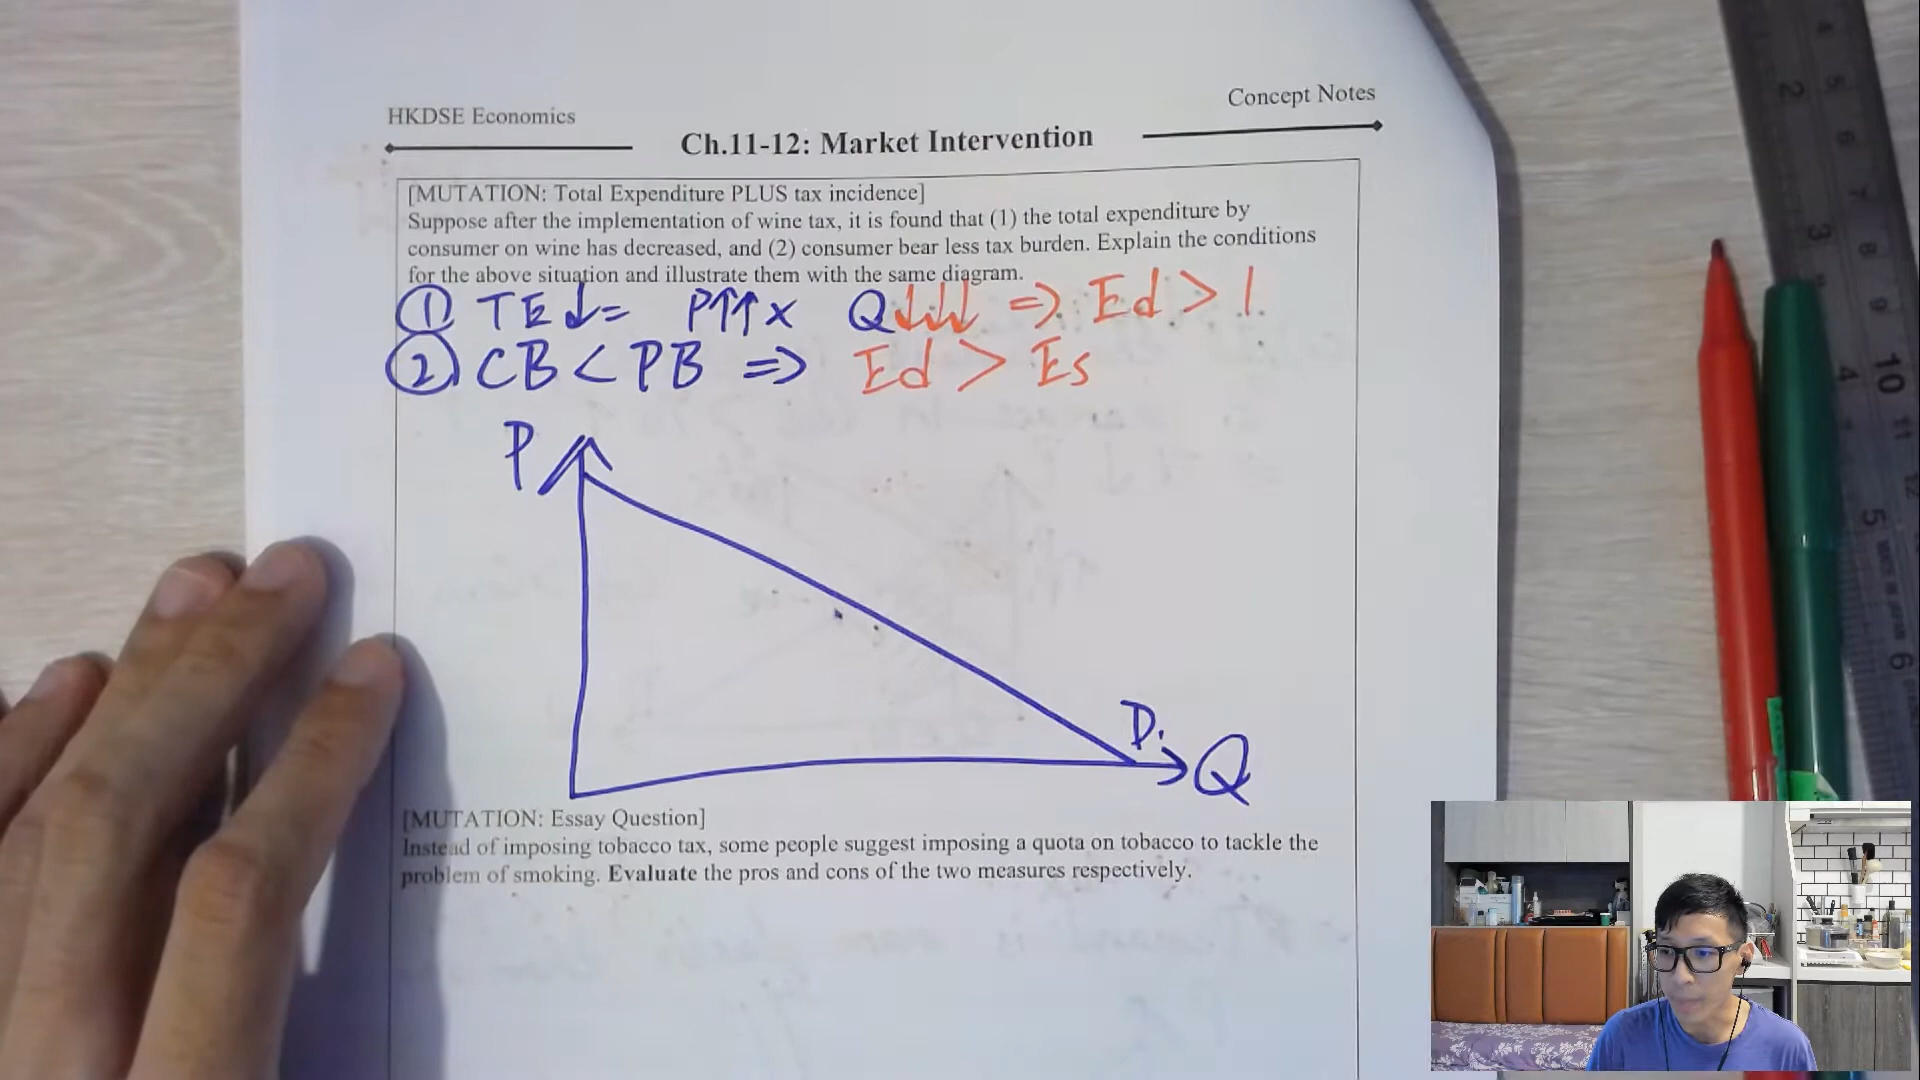 HKDSE Economics
Concept Notes
Ch.11-12: Market Intervention
[MUTATION: Total Expenditure PLUS tax incidence]
Suppose after the implementation of wine tax, it is found that (1) the total expenditure by
consumer on wine has decreased, and (2) consumer bear less tax burden. Explain the conditions
for the above situation and illustrate them with the same diagram.
① TE↓= P↑↑ x Q↓↓↓ => Ed > 1
② CB < PB => Ed > Es
P
D.
Q
[MUTATION: Essay Question]
Instead of imposing tobacco tax, some people suggest imposing a quota on tobacco to tackle the
problem of smoking. Evaluate the pros and cons of the two measures respectively.